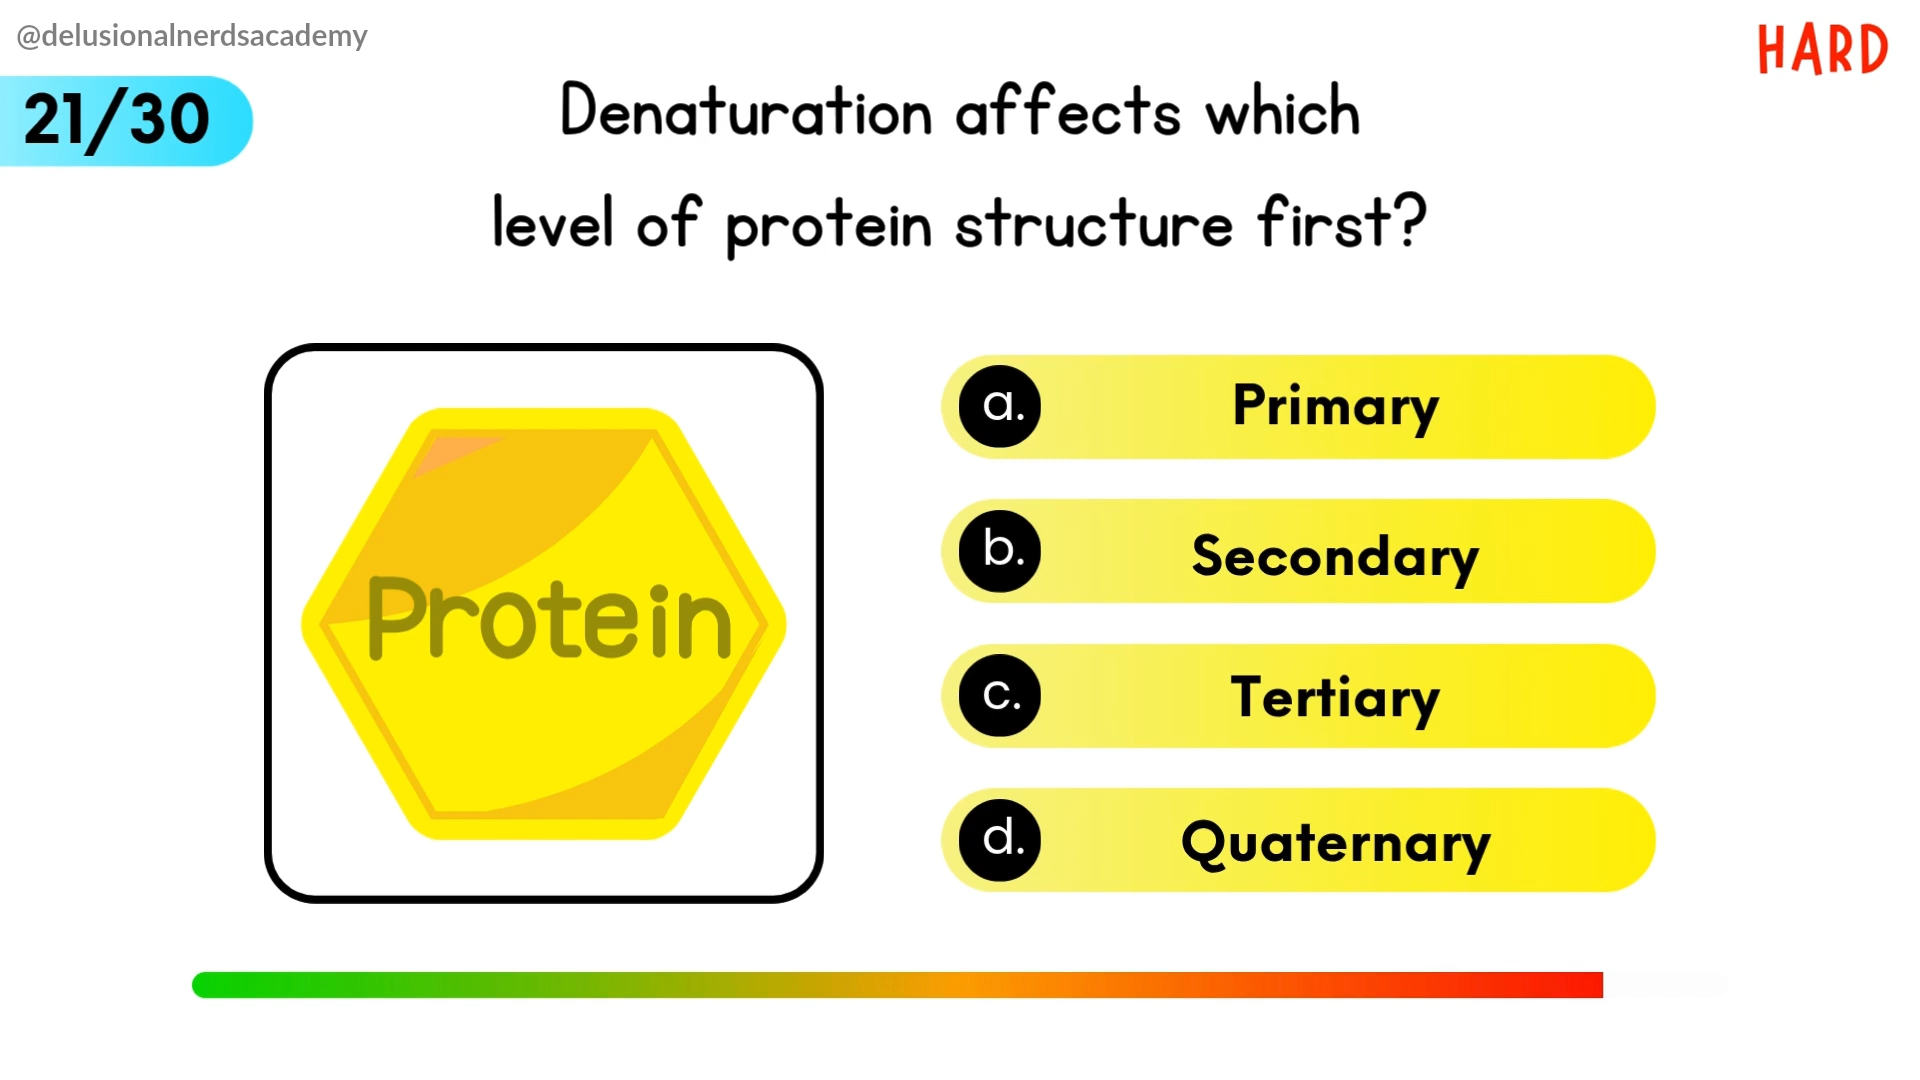 @delusionalnerdsacademy
HARD
21/30
Denaturation affects which
level of protein structure first?
Protein
a. Primary
b. Secondary
c. Tertiary
d. Quaternary